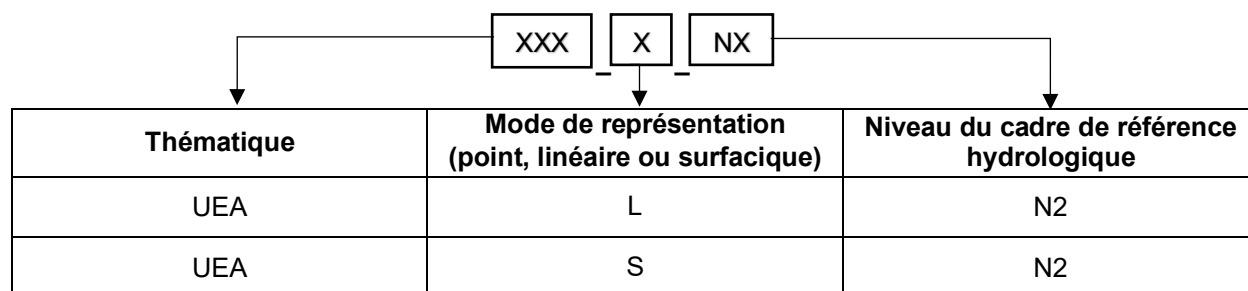 XXX _ X _ NX
Thématique
Mode de représentation
(point, linéaire ou surfacique)
Niveau du cadre de référence
hydrologique
UEA L N2
UEA S N2